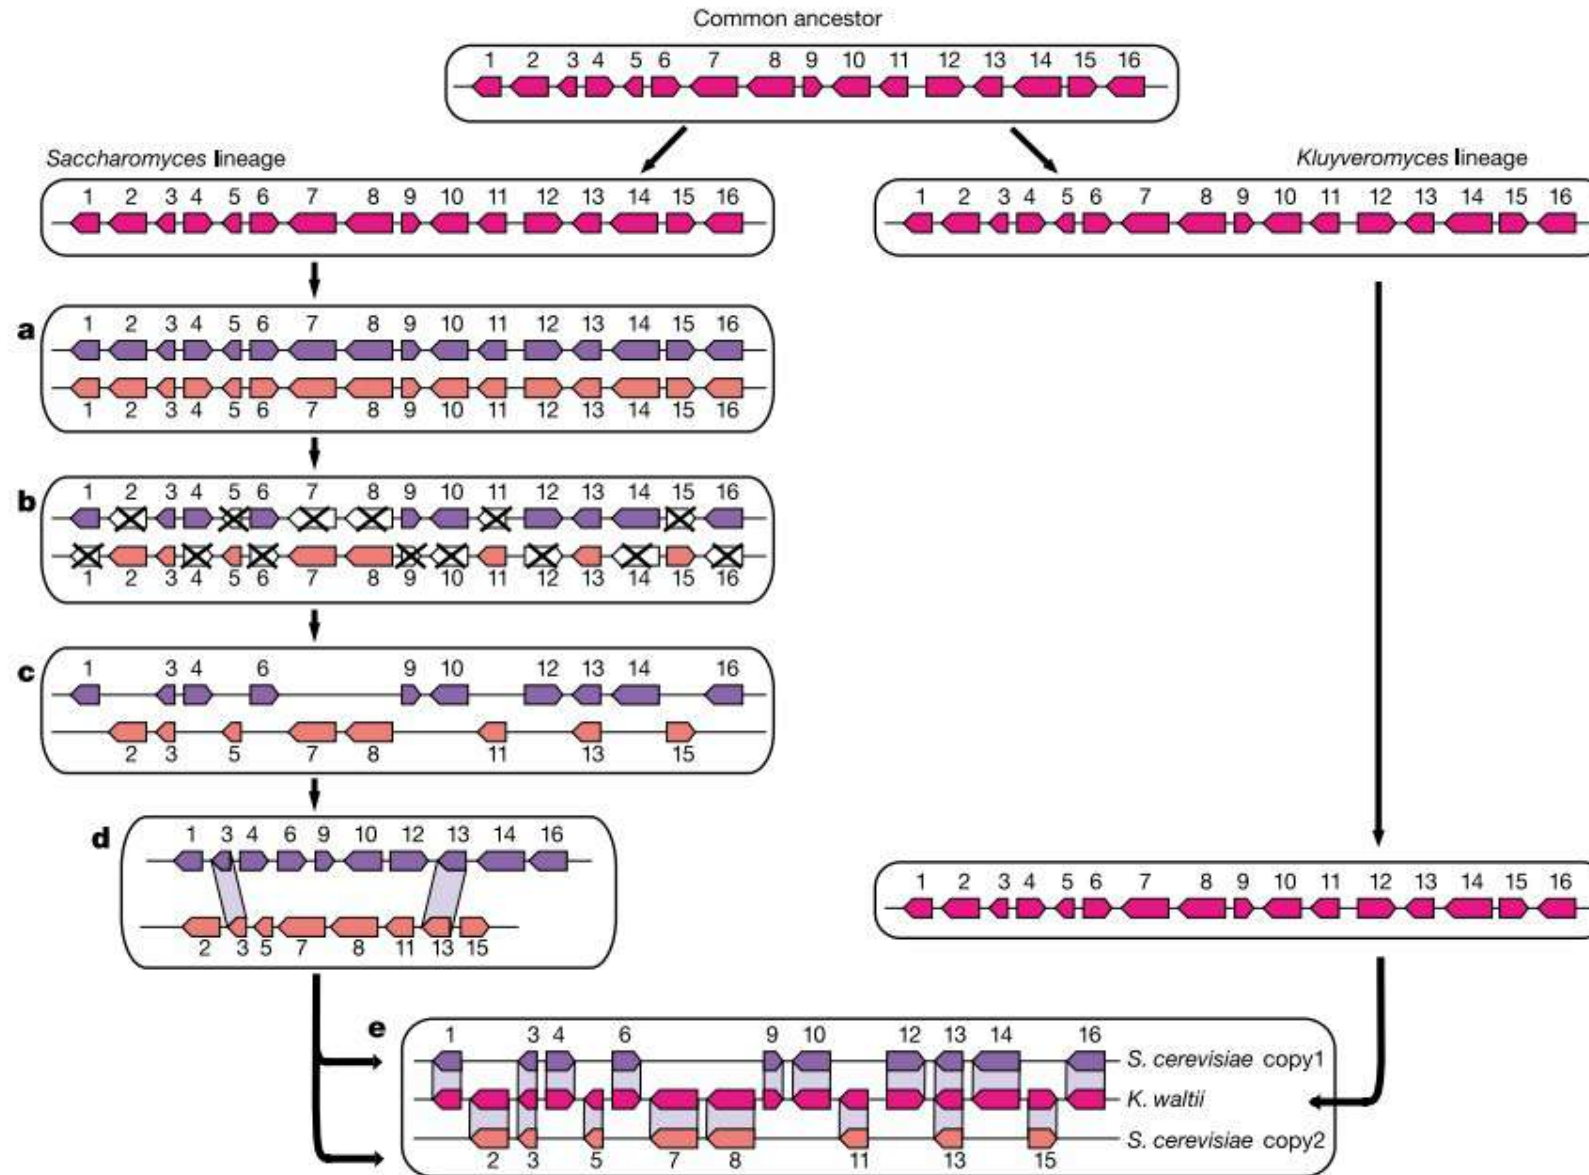 Common ancestor
1 2 3 4 5 6 7 8 9 10 11 12 13 14 15 16
Saccharomyces lineage
Kluyveromyces lineage
1 2 3 4 5 6 7 8 9 10 11 12 13 14 15 16
1 2 3 4 5 6 7 8 9 10 11 12 13 14 15 16
a
1 2 3 4 5 6 7 8 9 10 11 12 13 14 15 16
1 2 3 4 5 6 7 8 9 10 11 12 13 14 15 16
b
1 2 3 4 5 6 7 8 9 10 11 12 13 14 15 16
1 2 3 4 5 6 7 8 9 10 11 12 13 14 15 16
c
1 3 4 6 9 10 12 13 14 16
2 3 5 7 8 11 13 15
d
1 3 4 6 9 10 12 13 14 16
2 3 5 7 8 11 13 15
1 2 3 4 5 6 7 8 9 10 11 12 13 14 15 16
e
1 3 4 6 9 10 12 13 14 16
S. cerevisiae copy1
K. waltii
S. cerevisiae copy2
2 3 5 7 8 11 13 15